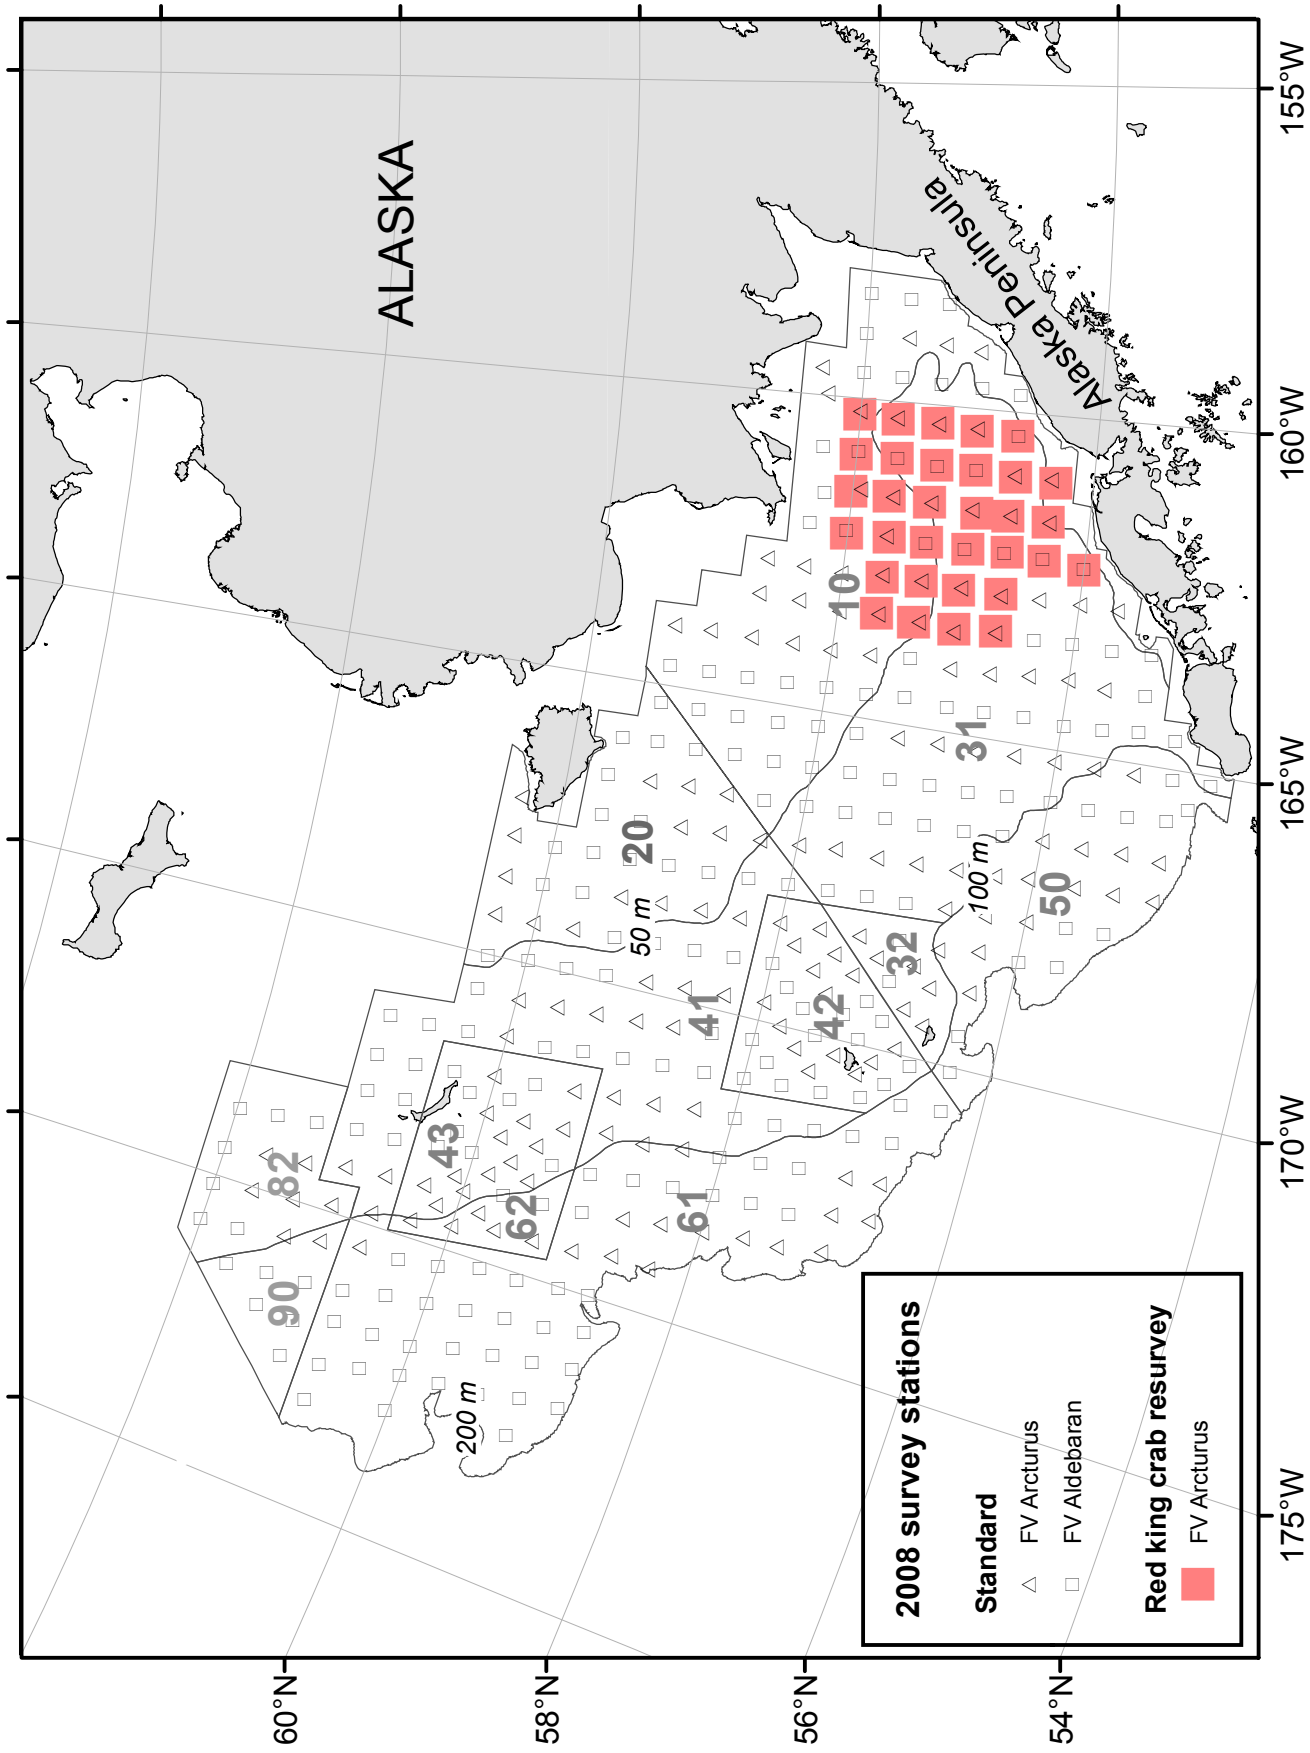 ALASKA
Alaska Peninsula
10
20
31
32
41
42
43
50
61
62
82
90
50 m
100 m
200 m
2008 survey stations
Standard
FV Arcturus
FV Aldebaran
Red king crab resurvey
FV Arcturus
60°N
58°N
56°N
54°N
175°W
170°W
165°W
160°W
155°W